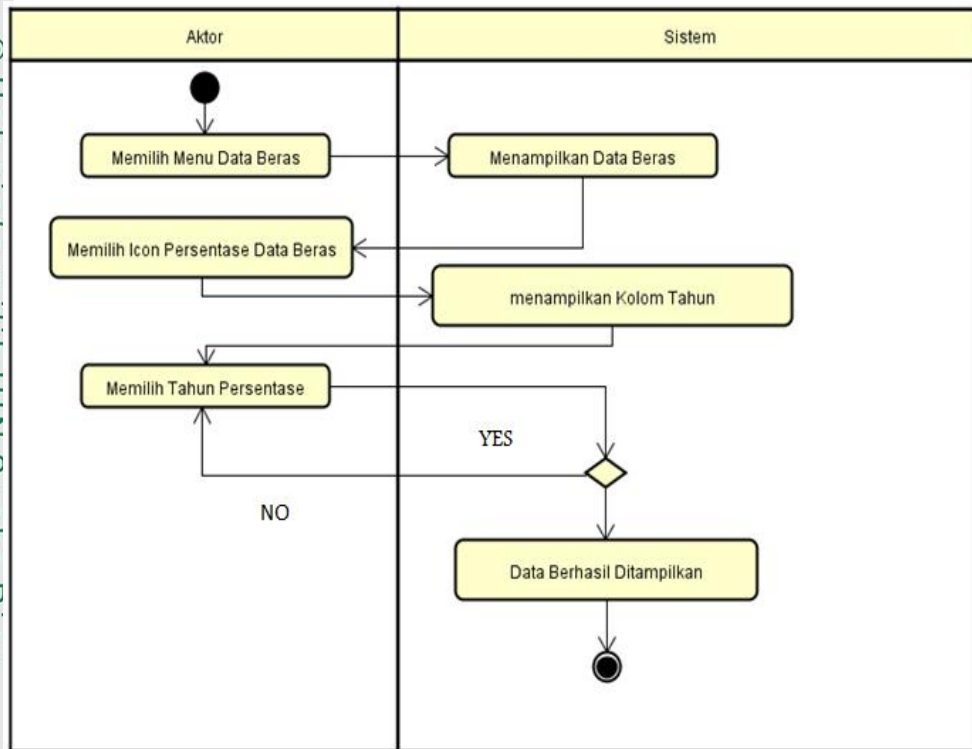 Aktor
Sistem
Memilih Menu Data Beras
Menampilkan Data Beras
Memilih Icon Persentase Data Beras
menampilkan Kolom Tahun
Memilih Tahun Persentase
YES
NO
Data Berhasil Ditampilkan